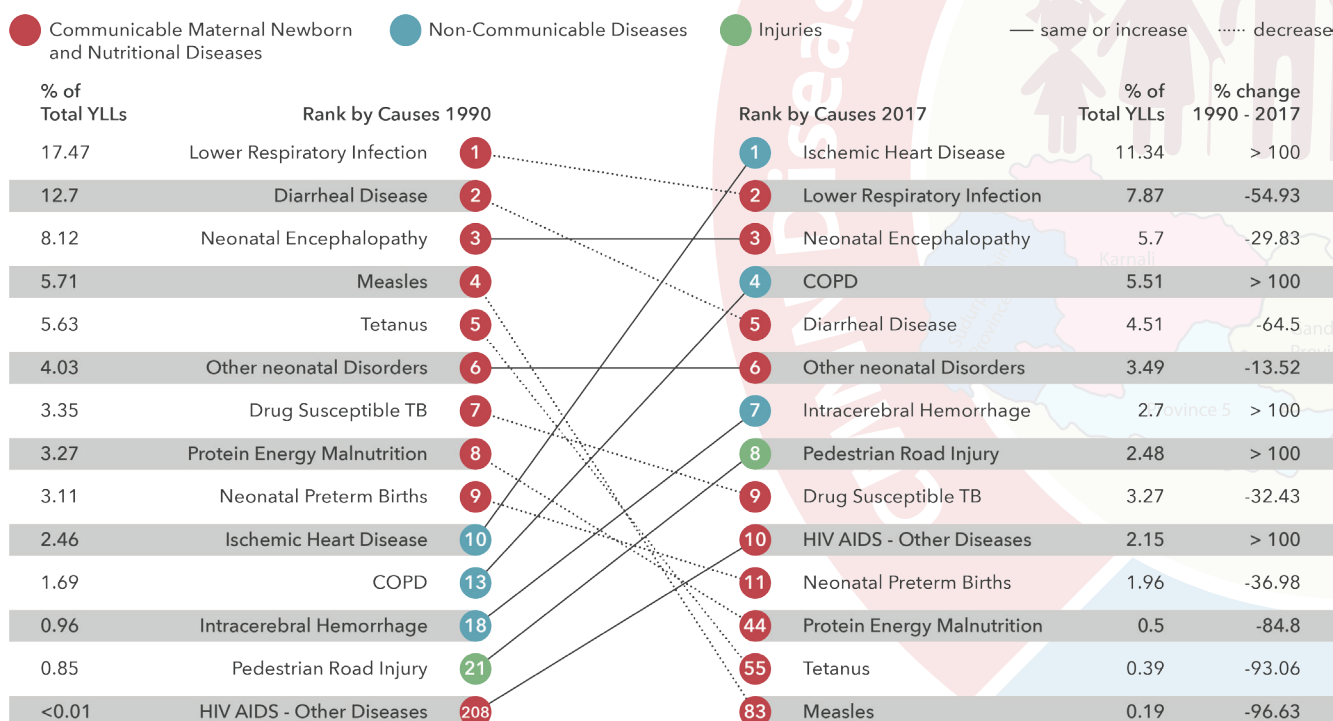 Communicable Maternal Newborn
and Nutritional Diseases
Non-Communicable Diseases
Injuries
same or increase
decrease
% of
Total YLLs
Rank by Causes 1990
Rank by Causes 2017
% of
Total YLLs
% change
1990 - 2017
17.47 Lower Respiratory Infection 1
1 Ischemic Heart Disease 11.34 > 100
12.7 Diarrheal Disease 2
2 Lower Respiratory Infection 7.87 -54.93
8.12 Neonatal Encephalopathy 3
3 Neonatal Encephalopathy 5.7 -29.83
5.71 Measles 4
4 COPD 5.51 > 100
5.63 Tetanus 5
5 Diarrheal Disease 4.51 -64.5
4.03 Other neonatal Disorders 6
6 Other neonatal Disorders 3.49 -13.52
3.35 Drug Susceptible TB 7
7 Intracerebral Hemorrhage 2.7 > 100
3.27 Protein Energy Malnutrition 8
8 Pedestrian Road Injury 2.48 > 100
3.11 Neonatal Preterm Births 9
9 Drug Susceptible TB 3.27 -32.43
2.46 Ischemic Heart Disease 10
10 HIV AIDS - Other Diseases 2.15 > 100
1.69 COPD 13
11 Neonatal Preterm Births 1.96 -36.98
0.96 Intracerebral Hemorrhage 18
44 Protein Energy Malnutrition 0.5 -84.8
0.85 Pedestrian Road Injury 21
55 Tetanus 0.39 -93.06
<0.01 HIV AIDS - Other Diseases 208
83 Measles 0.19 -96.63
Karnali
Province 5